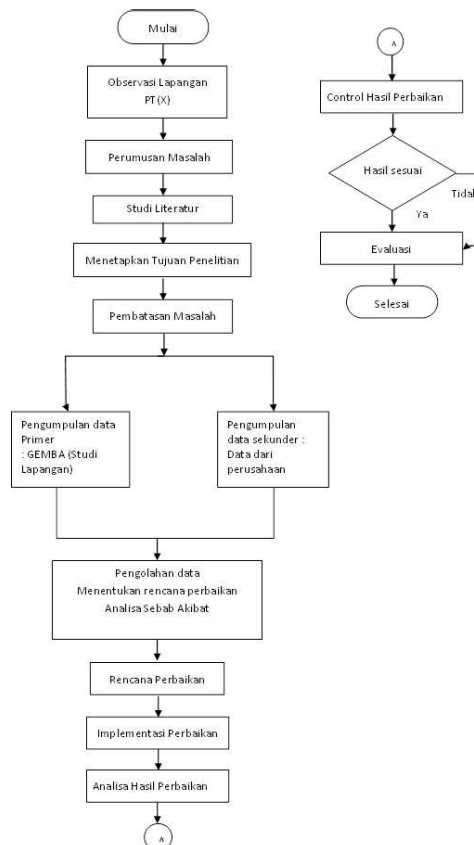 Mulai
Observasi Lapangan
PT(X)
Perumusan Masalah
Studi Literatur
Menetapkan Tujuan Penelitian
Pembatasan Masalah
Pengumpulan data
Primer
: GEMBA (Studi
Lapangan)
Pengumpulan
data sekunder :
Data dari
perusahaan
Pengolahan data
Menentukan rencana perbaikan
Analisa Sebab Akibat
Rencana Perbaikan
Implementasi Perbaikan
Analisa Hasil Perbaikan
A
A
Control Hasil Perbaikan
Hasil sesuai
Tidak
Ya
Evaluasi
Selesai